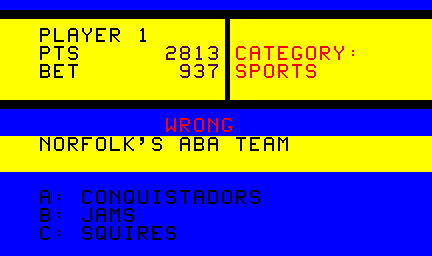 PLAYER 1
PTS 2813 CATEGORY:
BET 937 SPORTS
WRONG
NORFOLK'S ABA TEAM
A: CONQUISTADORS
B: JAMS
C: SQUIRES